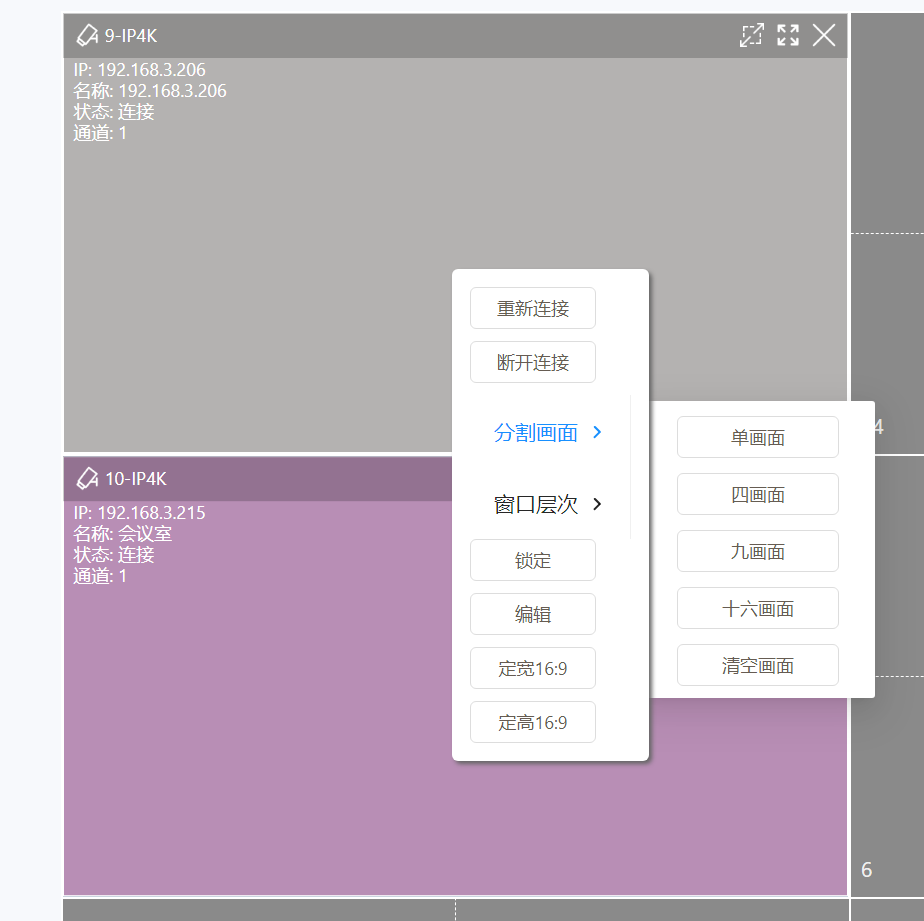 9-IP4K
IP: 192.168.3.206
名称: 192.168.3.206
状态: 连接
通道: 1
重新连接
断开连接
分割画面
窗口层次
锁定
编辑
定宽16:9
定高16:9
单画面
四画面
九画面
十六画面
清空画面
4
10-IP4K
IP: 192.168.3.215
名称: 会议室
状态: 连接
通道: 1
6